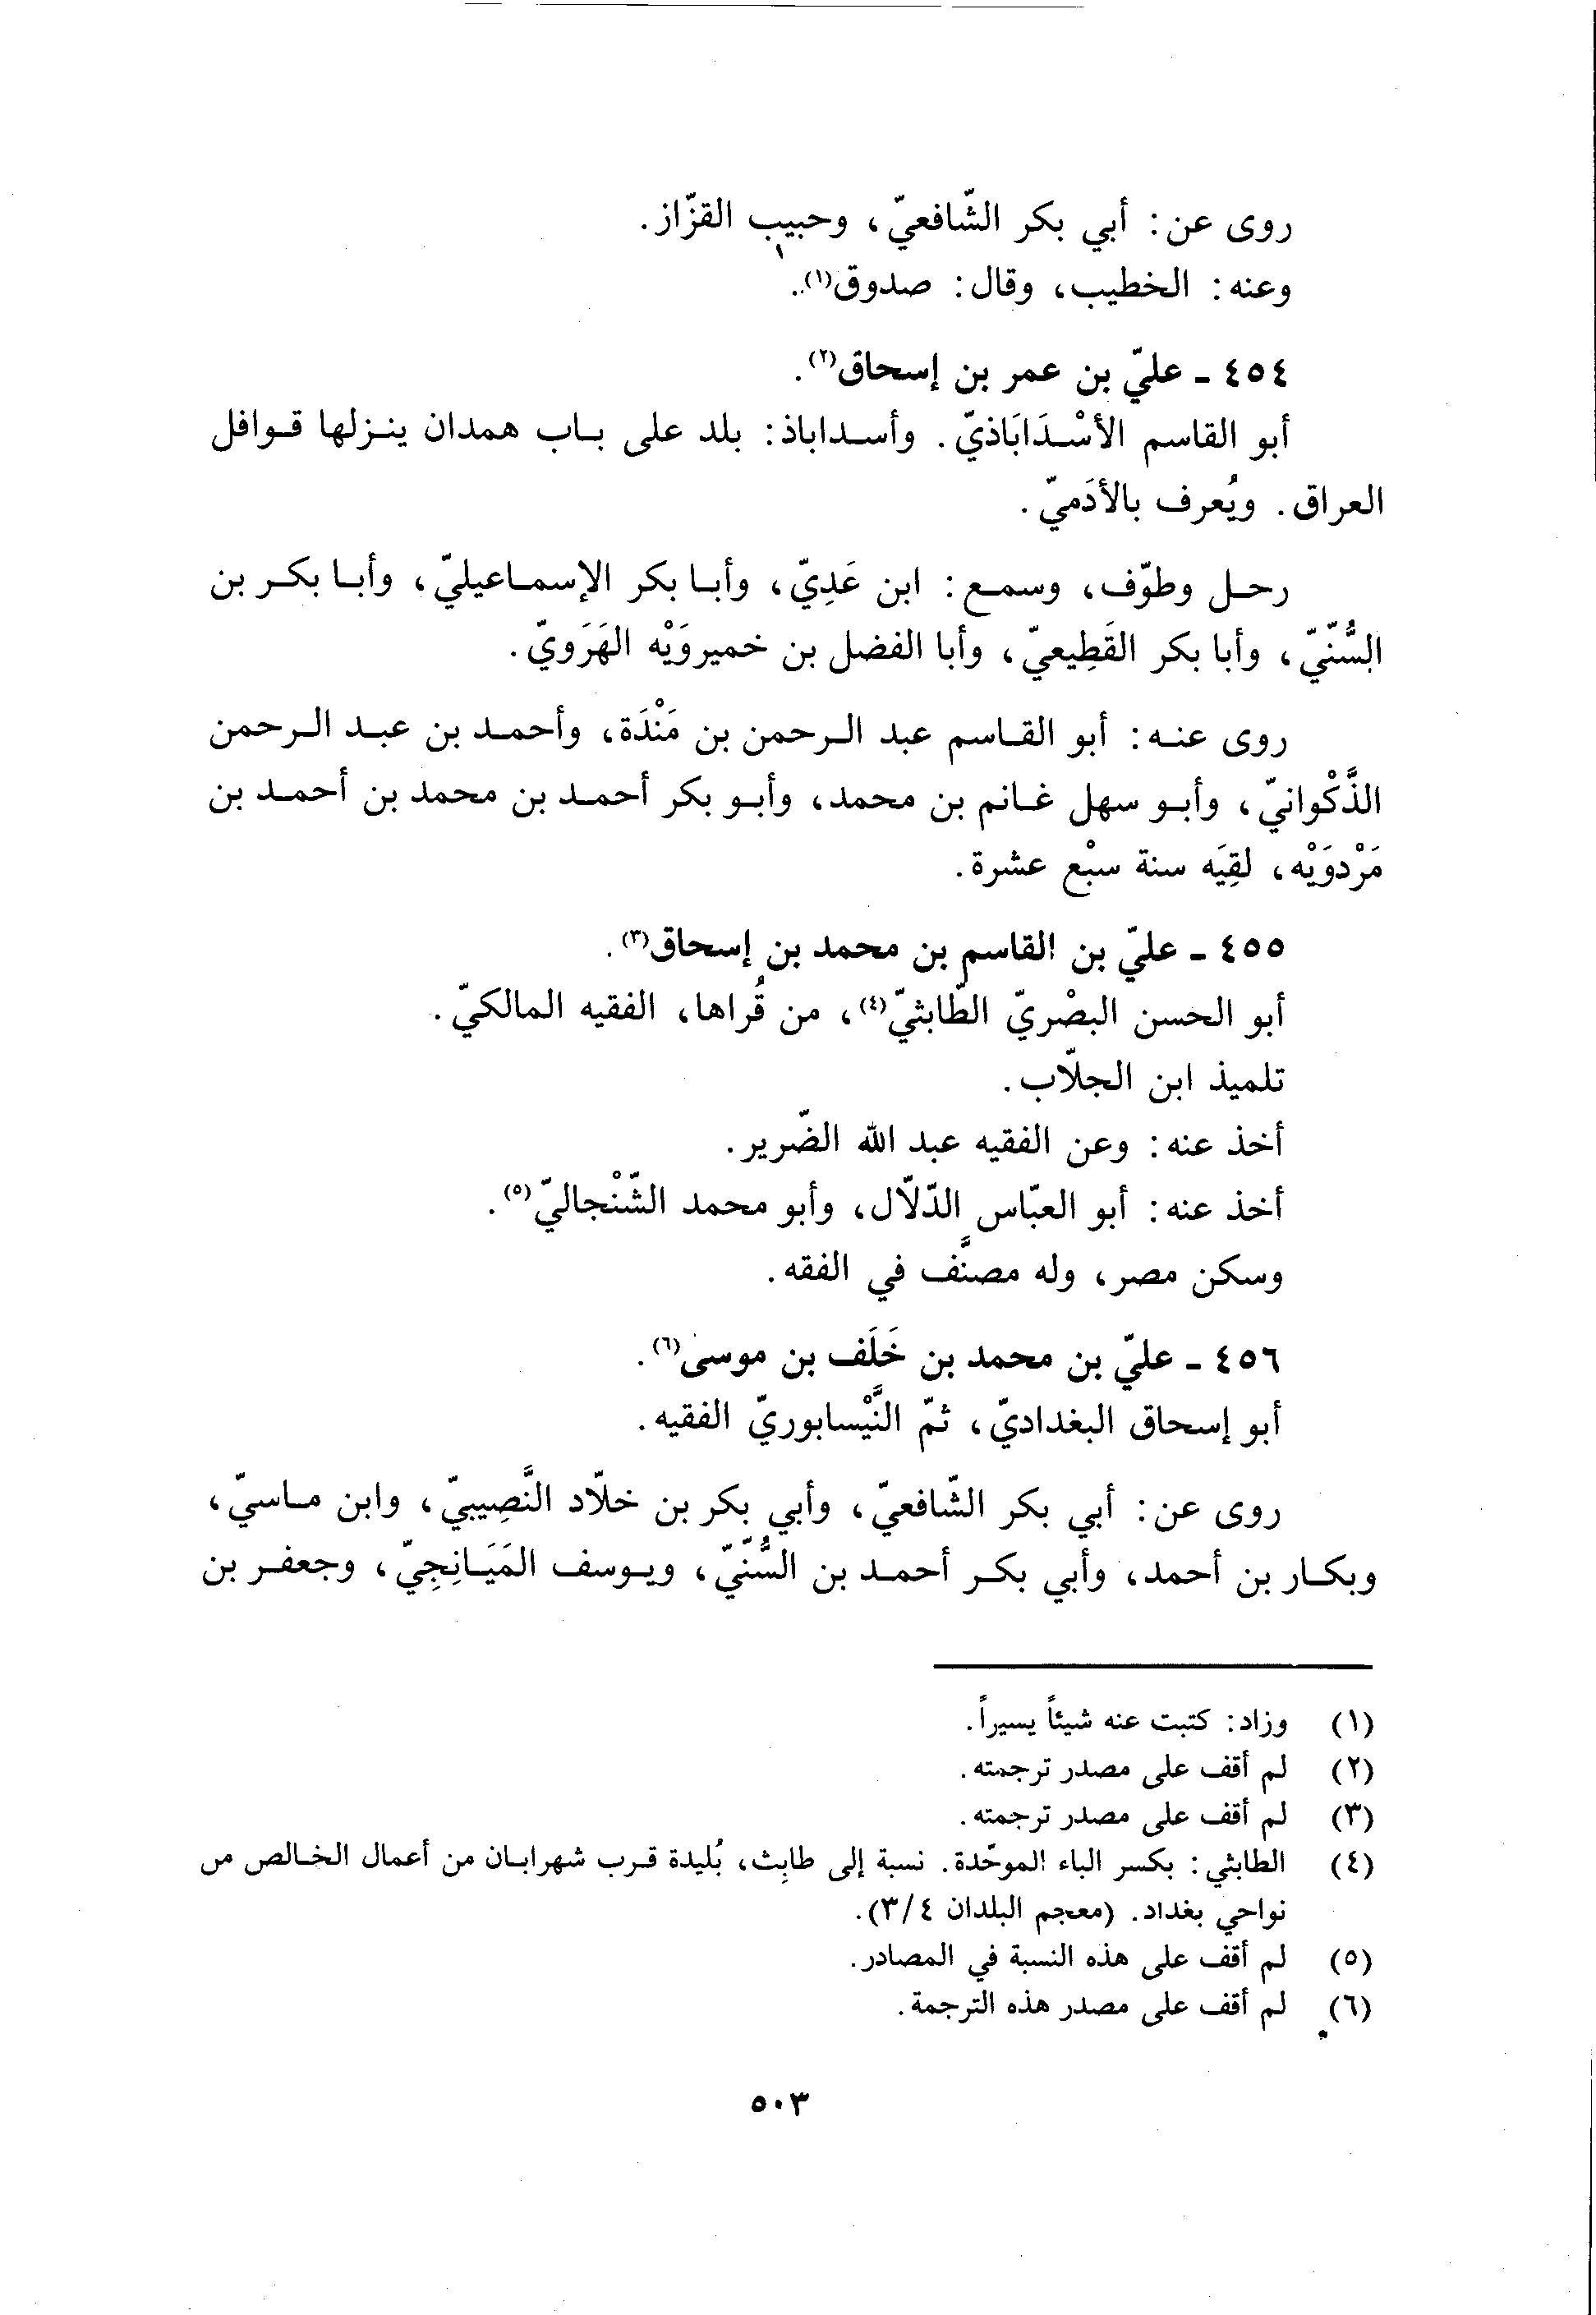 روى عن: أبي بكر الشّافعيّ، وحبيب القزّاز.
وعنه: الخطيب، وقال: صدوق(١)..
٤٥٤ - عليّ بن عمر بن إسحاق(٢).
أبو القاسم الأسْدَابَاذيّ. وأسداباذ: بلد على باب همدان ينزلها قوافل
العراق. ويُعرف بالأدَميّ.
رحل وطوّف، وسمع: ابن عَدِيّ، وأبا بكر الإسماعيليّ، وأبا بكر بن
السُّنّيّ، وأبا بكر القَطِيعيّ، وأبا الفضل بن خميروَيْه الهَرَويّ.
روى عنه: أبو القاسم عبد الرحمن بن مَنْدَة، وأحمد بن عبد الرحمن
الذَّكْوانيّ، وأبو سهل غانم بن محمد، وأبو بكر أحمد بن محمد بن أحمد بن
مَرْدوَيْه، لقِيَه سنة سبْع عشرة.
٤٥٥ - عليّ بن القاسم بن محمد بن إسحاق(٣).
أبو الحسن البصْريّ الطّابثيّ(٤)، من قُراها، الفقيه المالكيّ.
تلميذ ابن الجلّاب.
أخذ عنه: وعن الفقيه عبد الله الضّرير.
أخذ عنه: أبو العبّاس الدّلّال، وأبو محمد الشّنْجاليّ(٥).
وسكن مصر، وله مصنَّف في الفقه.
٤٥٦ - عليّ بن محمد بن خَلَف بن موسى(٦).
أبو إسحاق البغداديّ، ثمّ النَّيْسابوريّ الفقيه.
روى عن: أبي بكر الشّافعيّ، وأبي بكر بن خلّاد النَّصِيبيّ، وابن ماسيّ،
وبكار بن أحمد، وأبي بكر أحمد بن السُّنّيّ، ويوسف المَيَانِجِيّ، وجعفر بن
(١) وزاد: كتبت عنه شيئاً يسيراً.
(٢) لم أقف على مصدر ترجمته.
(٣) لم أقف على مصدر ترجمته.
(٤) الطابثي: بكسر الباء الموحّدة. نسبة إلى طابِث، بُليدة قرب شهرابان من أعمال الخالص من
نواحي بغداد. (معجم البلدان ٤/٣).
(٥) لم أقف على هذه النسبة في المصادر.
(٦) لم أقف على مصدر هذه الترجمة.
٥٠٣